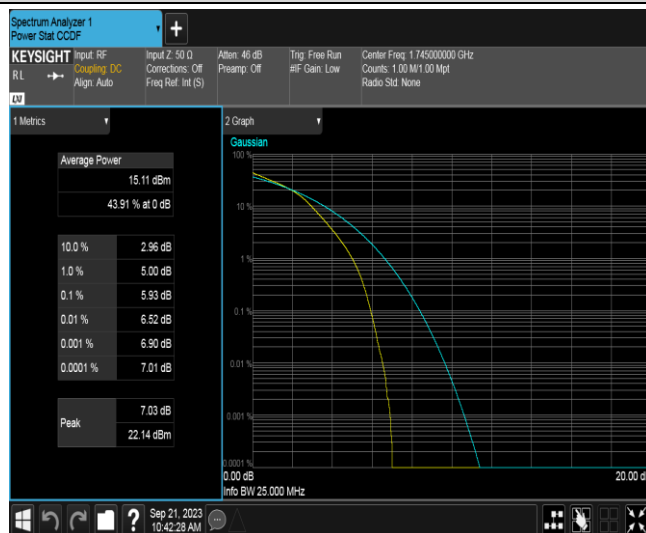 Spectrum Analyzer 1
Power Stat CCDF
KEYSIGHT
RL
LXI
Input: RF
Coupling: DC
Align: Auto
Input Z: 50 Ω
Corrections: Off
Freq Ref: Int (S)
Atten: 46 dB
Preamp: Off
Trig: Free Run
#IF Gain: Low
Center Freq: 1.745000000 GHz
Counts: 1.00 M/1.00 Mpt
Radio Std: None
1 Metrics
Average Power
15.11 dBm
43.91 % at 0 dB
10.0 % 2.96 dB
1.0 % 5.00 dB
0.1 % 5.93 dB
0.01 % 6.52 dB
0.001 % 6.90 dB
0.0001 % 7.01 dB
Peak
7.03 dB
22.14 dBm
2 Graph
Gaussian
100 %
10 %
1 %
0.1 %
0.01 %
0.001 %
0.0001 %
0.00 dB
20.00 d
Info BW 25.000 MHz
Sep 21, 2023
10:42:28 AM